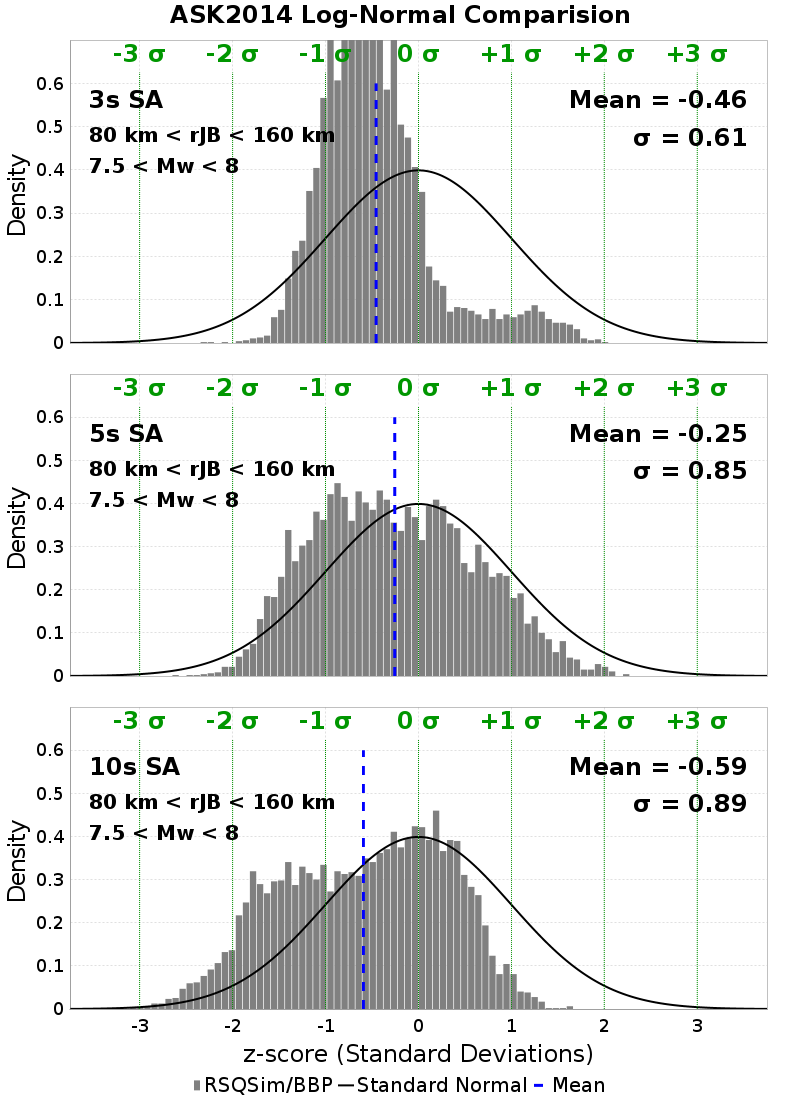 ASK2014 Log-Normal Comparision
-3 σ -2 σ -1 σ 0 σ +1 σ +2 σ +3 σ
3s SA
80 km < rJB < 160 km
7.5 < Mw < 8
Mean = -0.46
σ = 0.61
Density
0.6
0.5
0.4
0.3
0.2
0.1
0
-3 σ -2 σ -1 σ 0 σ +1 σ +2 σ +3 σ
5s SA
80 km < rJB < 160 km
7.5 < Mw < 8
Mean = -0.25
σ = 0.85
Density
0.6
0.5
0.4
0.3
0.2
0.1
0
-3 σ -2 σ -1 σ 0 σ +1 σ +2 σ +3 σ
10s SA
80 km < rJB < 160 km
7.5 < Mw < 8
Mean = -0.59
σ = 0.89
Density
0.6
0.5
0.4
0.3
0.2
0.1
0
-3 -2 -1 0 1 2 3
z-score (Standard Deviations)
RSQSim/BBP Standard Normal Mean